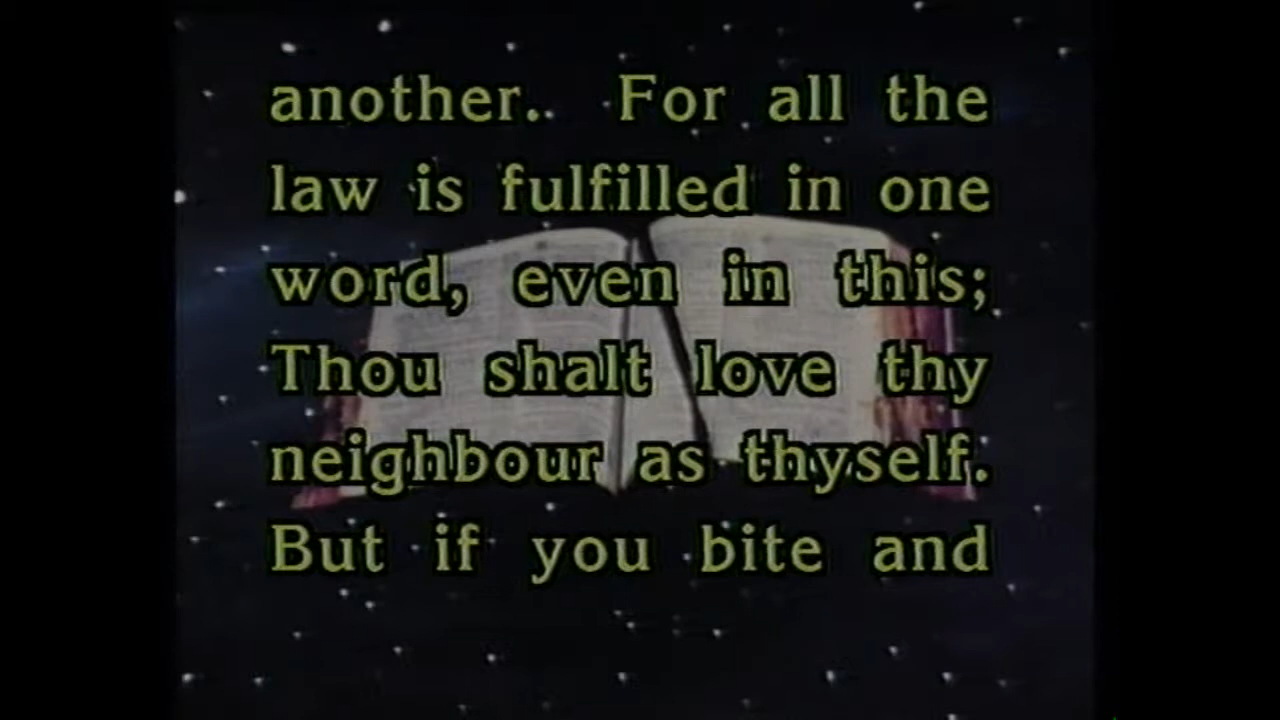 another. For all the
law is fulfilled in one
word, even in this;
Thou shalt love thy
neighbour as thyself.
But if you bite and